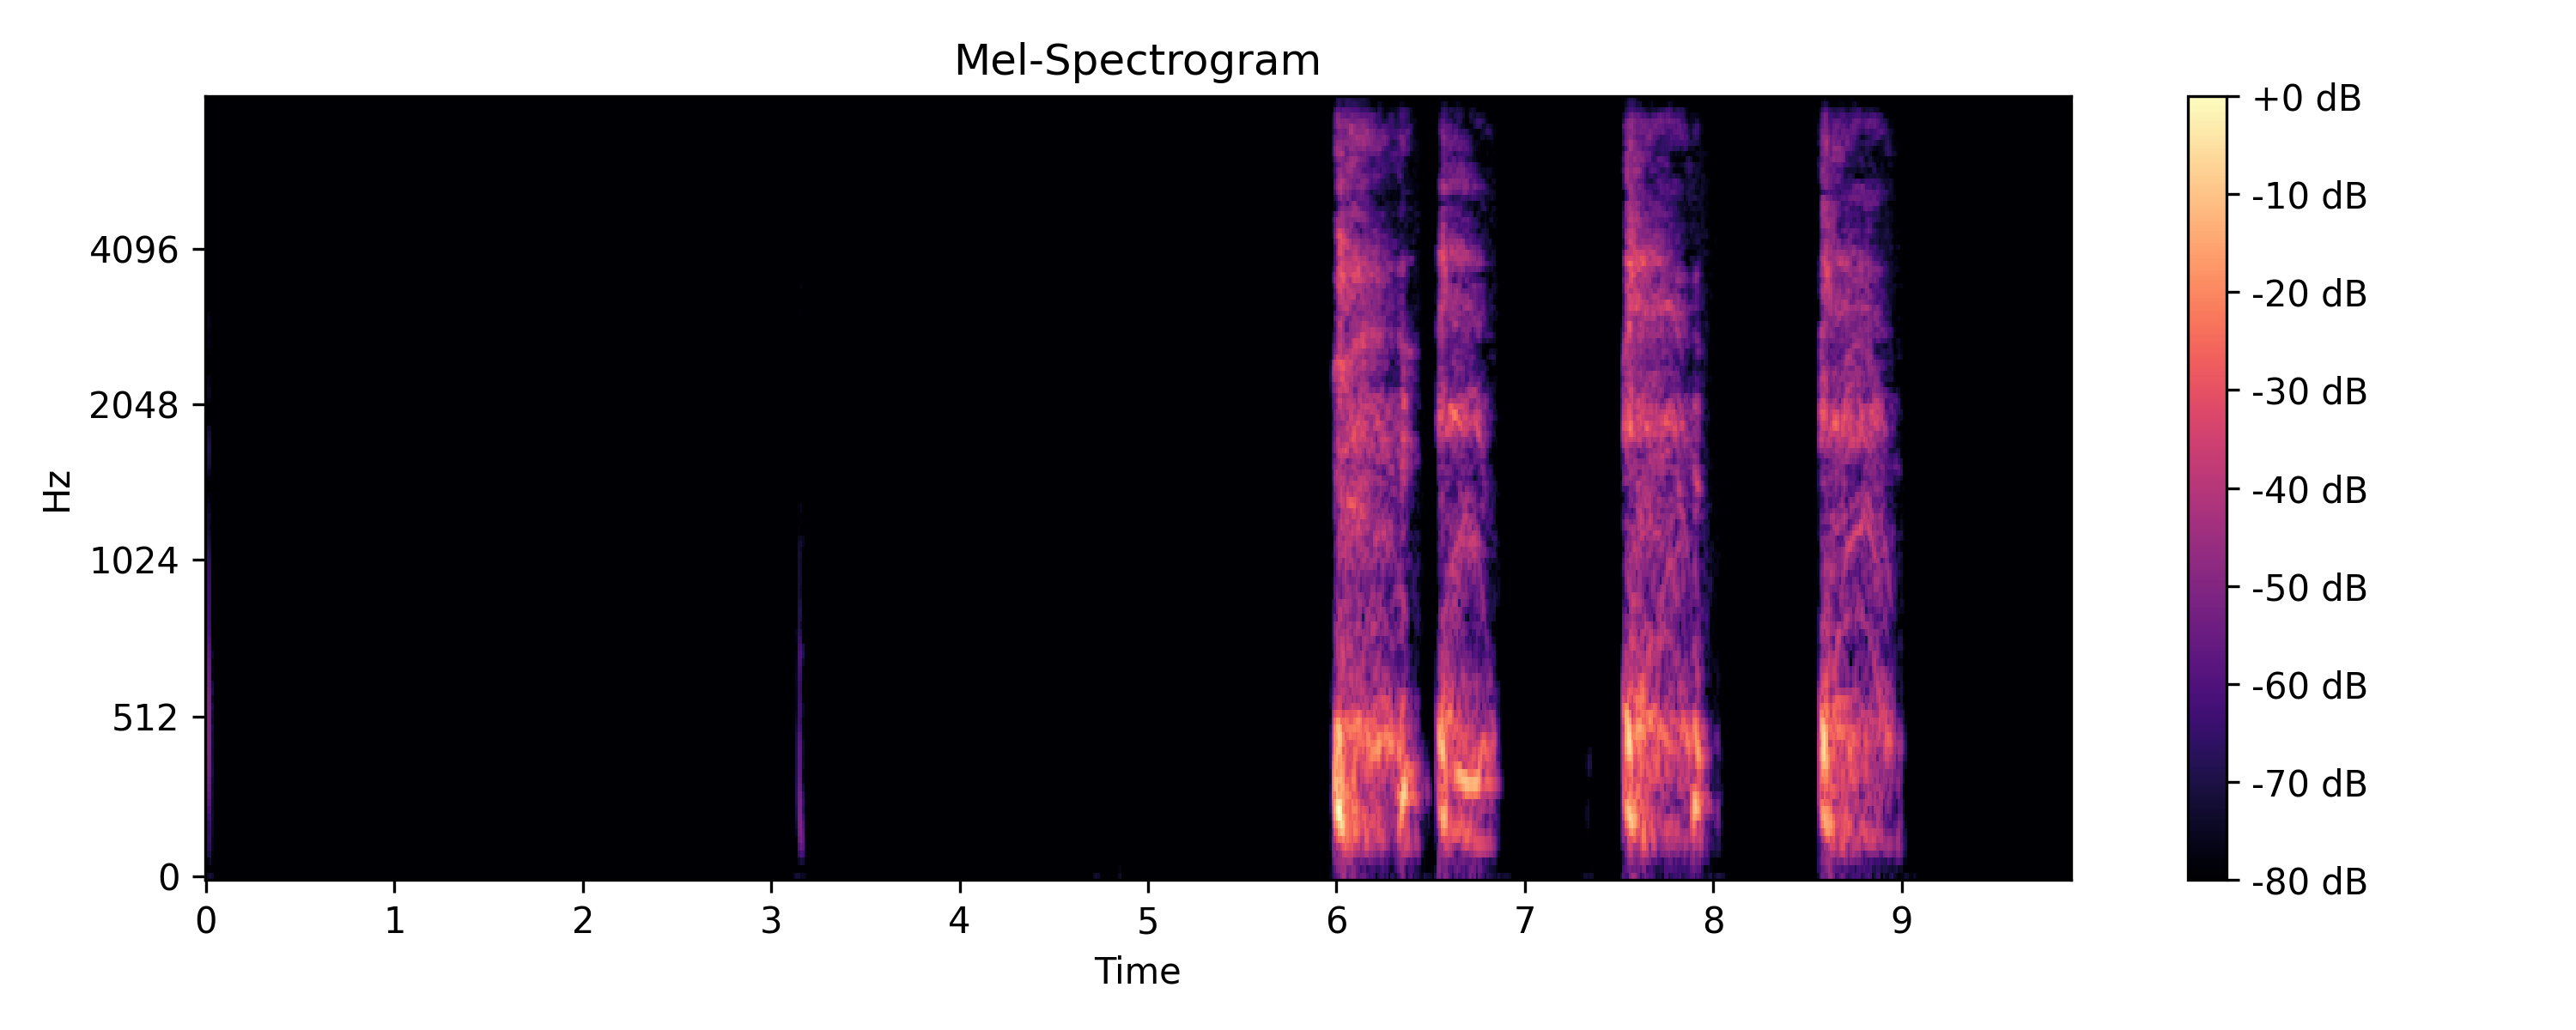 Mel-Spectrogram
Hz
4096
2048
1024
512
0
0 1 2 3 4 5 6 7 8 9
Time
+0 dB
-10 dB
-20 dB
-30 dB
-40 dB
-50 dB
-60 dB
-70 dB
-80 dB